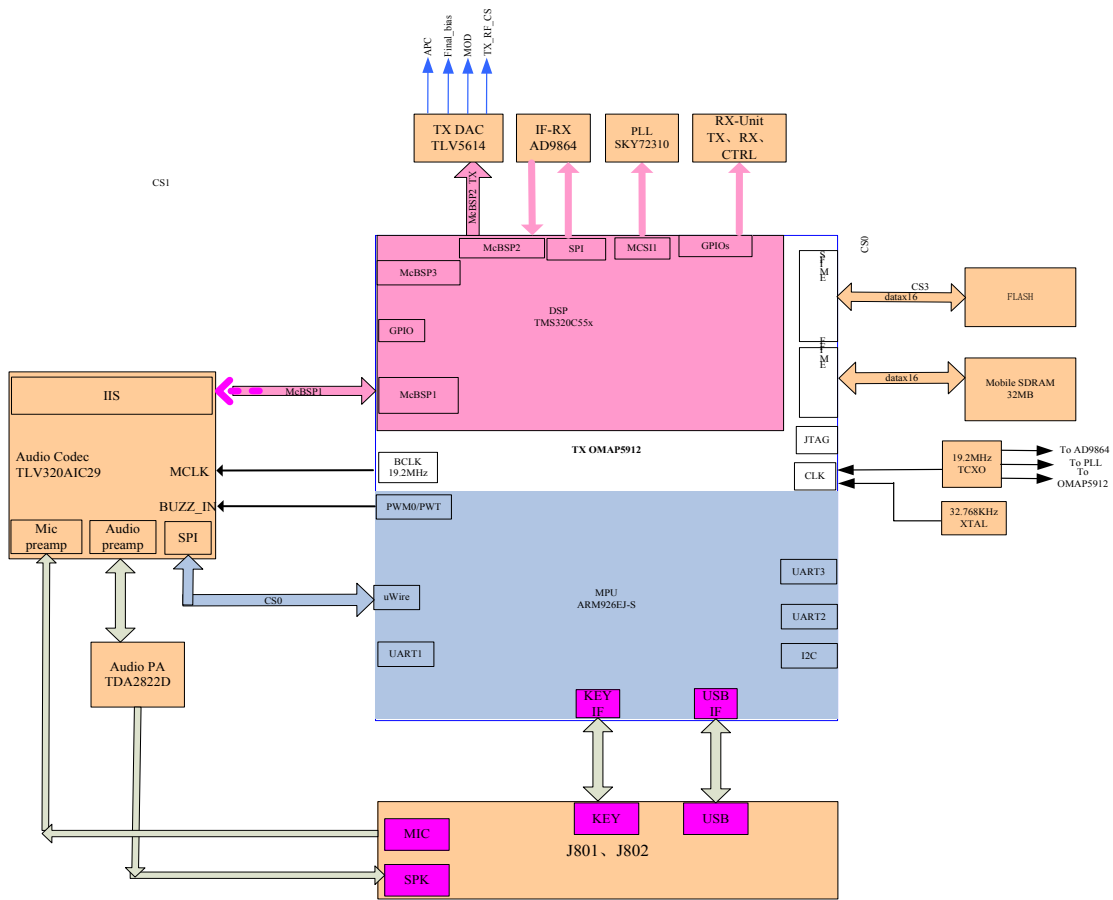 APC
Final_bias
MOD
TX_RF_CS
TX DAC
TLV5614
IF-RX
AD9864
PLL
SKY72310
RX-Unit
TX、RX、
CTRL
CS1
McBSP2_TX
CS0
McBSP2
SPI
MCSI1
GPIOs
McBSP3
DSP
TMS320C55x
GPIO
McBSP1
McBSP1
CS3
datax16
FLASH
datax16
Mobile SDRAM
32MB
IIS
Audio Codec
TLV320AIC29
MCLK
BUZZ_IN
Mic
preamp
Audio
preamp
SPI
TX OMAP5912
JTAG
BCLK
19.2MHz
CLK
19.2MHz
TCXO
To AD9864
To PLL
To
OMAP5912
32.768KHz
XTAL
PWM0/PWT
MPU
ARM926EJ-S
UART3
UART2
I2C
uWire
CS0
UART1
Audio PA
TDA2822D
KEY
IF
USB
IF
KEY
USB
MIC
J801、J802
SPK